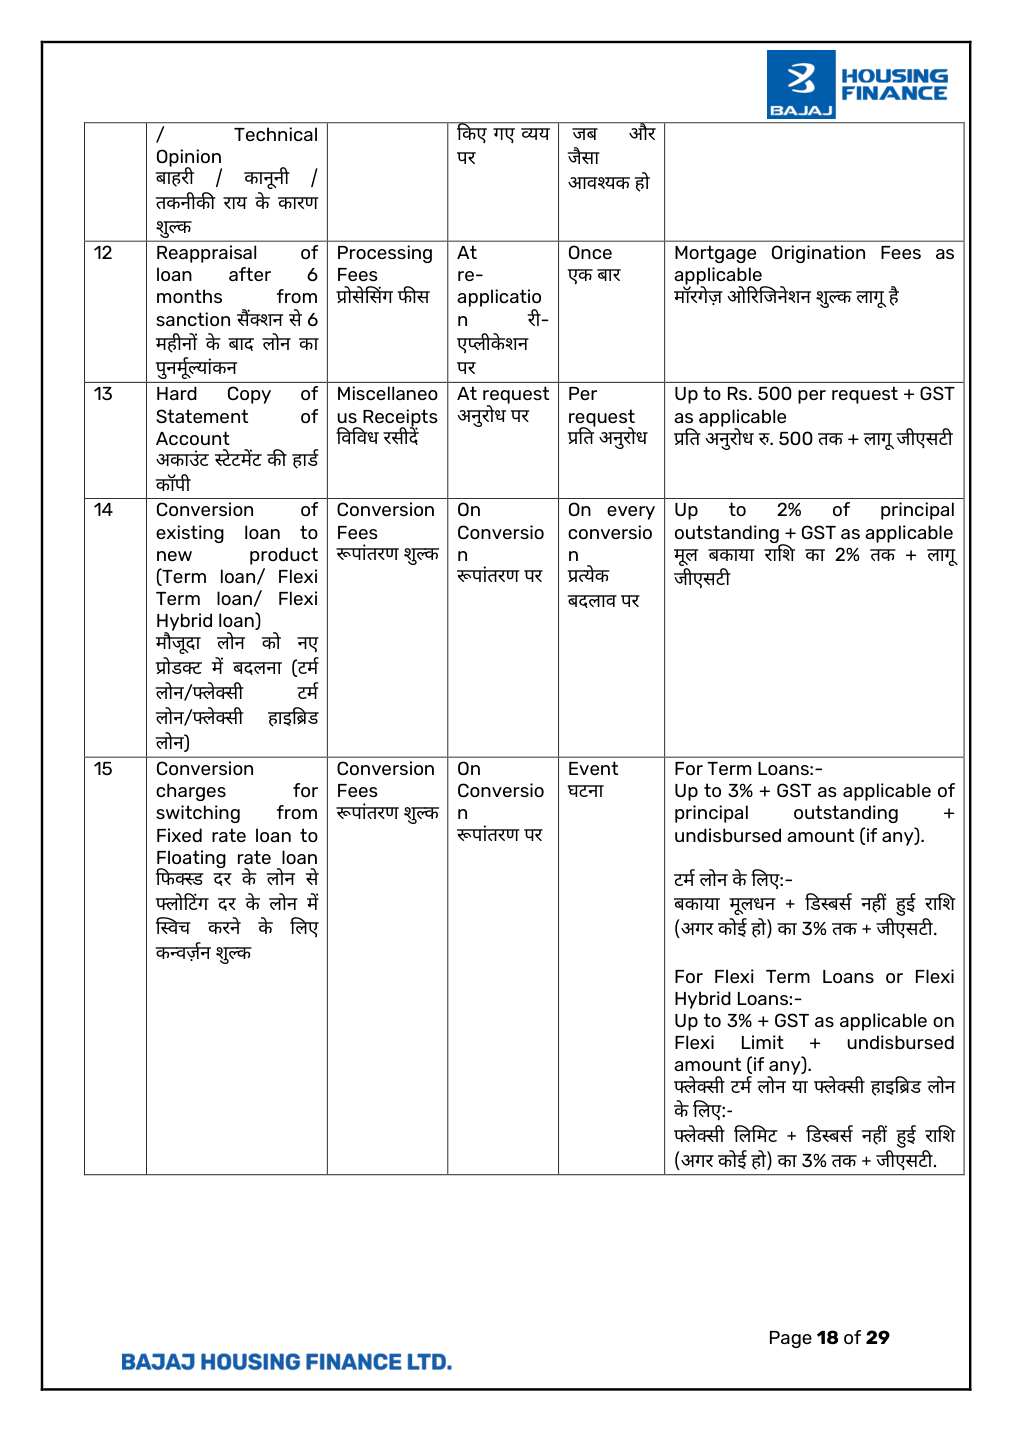 HOUSING
FINANCE
BAJAJ
/ Technical
Opinion
बाहरी / कानूनी /
तकनीकी राय के कारण
शुल्क
किए गए व्यय
पर
जब और
जैसा
आवश्यक हो
12
Reappraisal of
loan after 6
months from
sanction सैंक्शन से 6
महीनों के बाद लोन का
पुनर्मूल्यांकन
Processing
Fees
प्रोसेसिंग फीस
At
re-
applicatio
n री-
एप्लीकेशन
पर
Once
एक बार
Mortgage Origination Fees as
applicable
मॉरगेज़ ओरिजिनेशन शुल्क लागू है
13
Hard Copy of
Statement of
Account
अकाउंट स्टेटमेंट की हार्ड
कॉपी
Miscellaneo
us Receipts
विविध रसीदें
At request
अनुरोध पर
Per
request
प्रति अनुरोध
Up to Rs. 500 per request + GST
as applicable
प्रति अनुरोध रु. 500 तक + लागू जीएसटी
14
Conversion of
existing loan to
new product
(Term loan/ Flexi
Term loan/ Flexi
Hybrid loan)
मौजूदा लोन को नए
प्रोडक्ट में बदलना (टर्म
लोन/फ्लेक्सी टर्म
लोन/फ्लेक्सी हाइब्रिड
लोन)
Conversion
Fees
रूपांतरण शुल्क
On
Conversio
n
रूपांतरण पर
On every
conversio
n
प्रत्येक
बदलाव पर
Up to 2% of principal
outstanding + GST as applicable
मूल बकाया राशि का 2% तक + लागू
जीएसटी
15
Conversion
charges for
switching from
Fixed rate loan to
Floating rate loan
फिक्स्ड दर के लोन से
फ्लोटिंग दर के लोन में
स्विच करने के लिए
कन्वर्ज़न शुल्क
Conversion
Fees
रूपांतरण शुल्क
On
Conversio
n
रूपांतरण पर
Event
घटना
For Term Loans:-
Up to 3% + GST as applicable of
principal outstanding +
undisbursed amount (if any).
टर्म लोन के लिए:-
बकाया मूलधन + डिस्बर्स नहीं हुई राशि
(अगर कोई हो) का 3% तक + जीएसटी.
For Flexi Term Loans or Flexi
Hybrid Loans:-
Up to 3% + GST as applicable on
Flexi Limit + undisbursed
amount (if any).
फ्लेक्सी टर्म लोन या फ्लेक्सी हाइब्रिड लोन
के लिए:-
फ्लेक्सी लिमिट + डिस्बर्स नहीं हुई राशि
(अगर कोई हो) का 3% तक + जीएसटी.
Page 18 of 29
BAJAJ HOUSING FINANCE LTD.